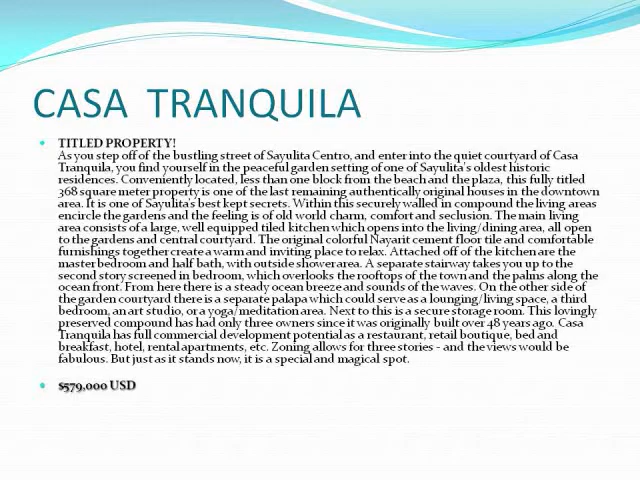 CASA TRANQUILA
TITLED PROPERTY!
As you step off of the bustling street of Sayulita Centro, and enter into the quiet courtyard of Casa
Tranquila, you find yourself in the peaceful garden setting of one of Sayulita's oldest historic
residences. Conveniently located, less than one block from the beach and the plaza, this fully titled
368 square meter property is one of the last remaining authentically original houses in the downtown
area. It is one of Sayulita's best kept secrets. Within this securely walled in compound the living areas
encircle the gardens and the feeling is of old world charm, comfort and seclusion. The main living
area consists of a large, well equipped tiled kitchen which opens into the living/dining area, all open
to the gardens and central courtyard. The original colorful Nayarit cement floor tile and comfortable
furnishings together create a warm and inviting place to relax. Attached off of the kitchen are the
master bedroom and half bath, with outside shower area. A separate stairway takes you up to the
second story screened in bedroom, which overlooks the rooftops of the town and the palms along the
ocean front. From here there is a steady ocean breeze and sounds of the waves. On the other side of
the garden courtyard there is a separate palapa which could serve as a lounging/living space, a third
bedroom, an art studio, or a yoga/meditation area. Next to this is a secure storage room. This lovingly
preserved compound has had only three owners since it was originally built over 48 years ago. Casa
Tranquila has full commercial development potential as a restaurant, retail boutique, bed and
breakfast, hotel, rental apartments, etc. Zoning allows for three stories - and the views would be
fabulous. But just as it stands now, it is a special and magical spot.
$579,000 USD